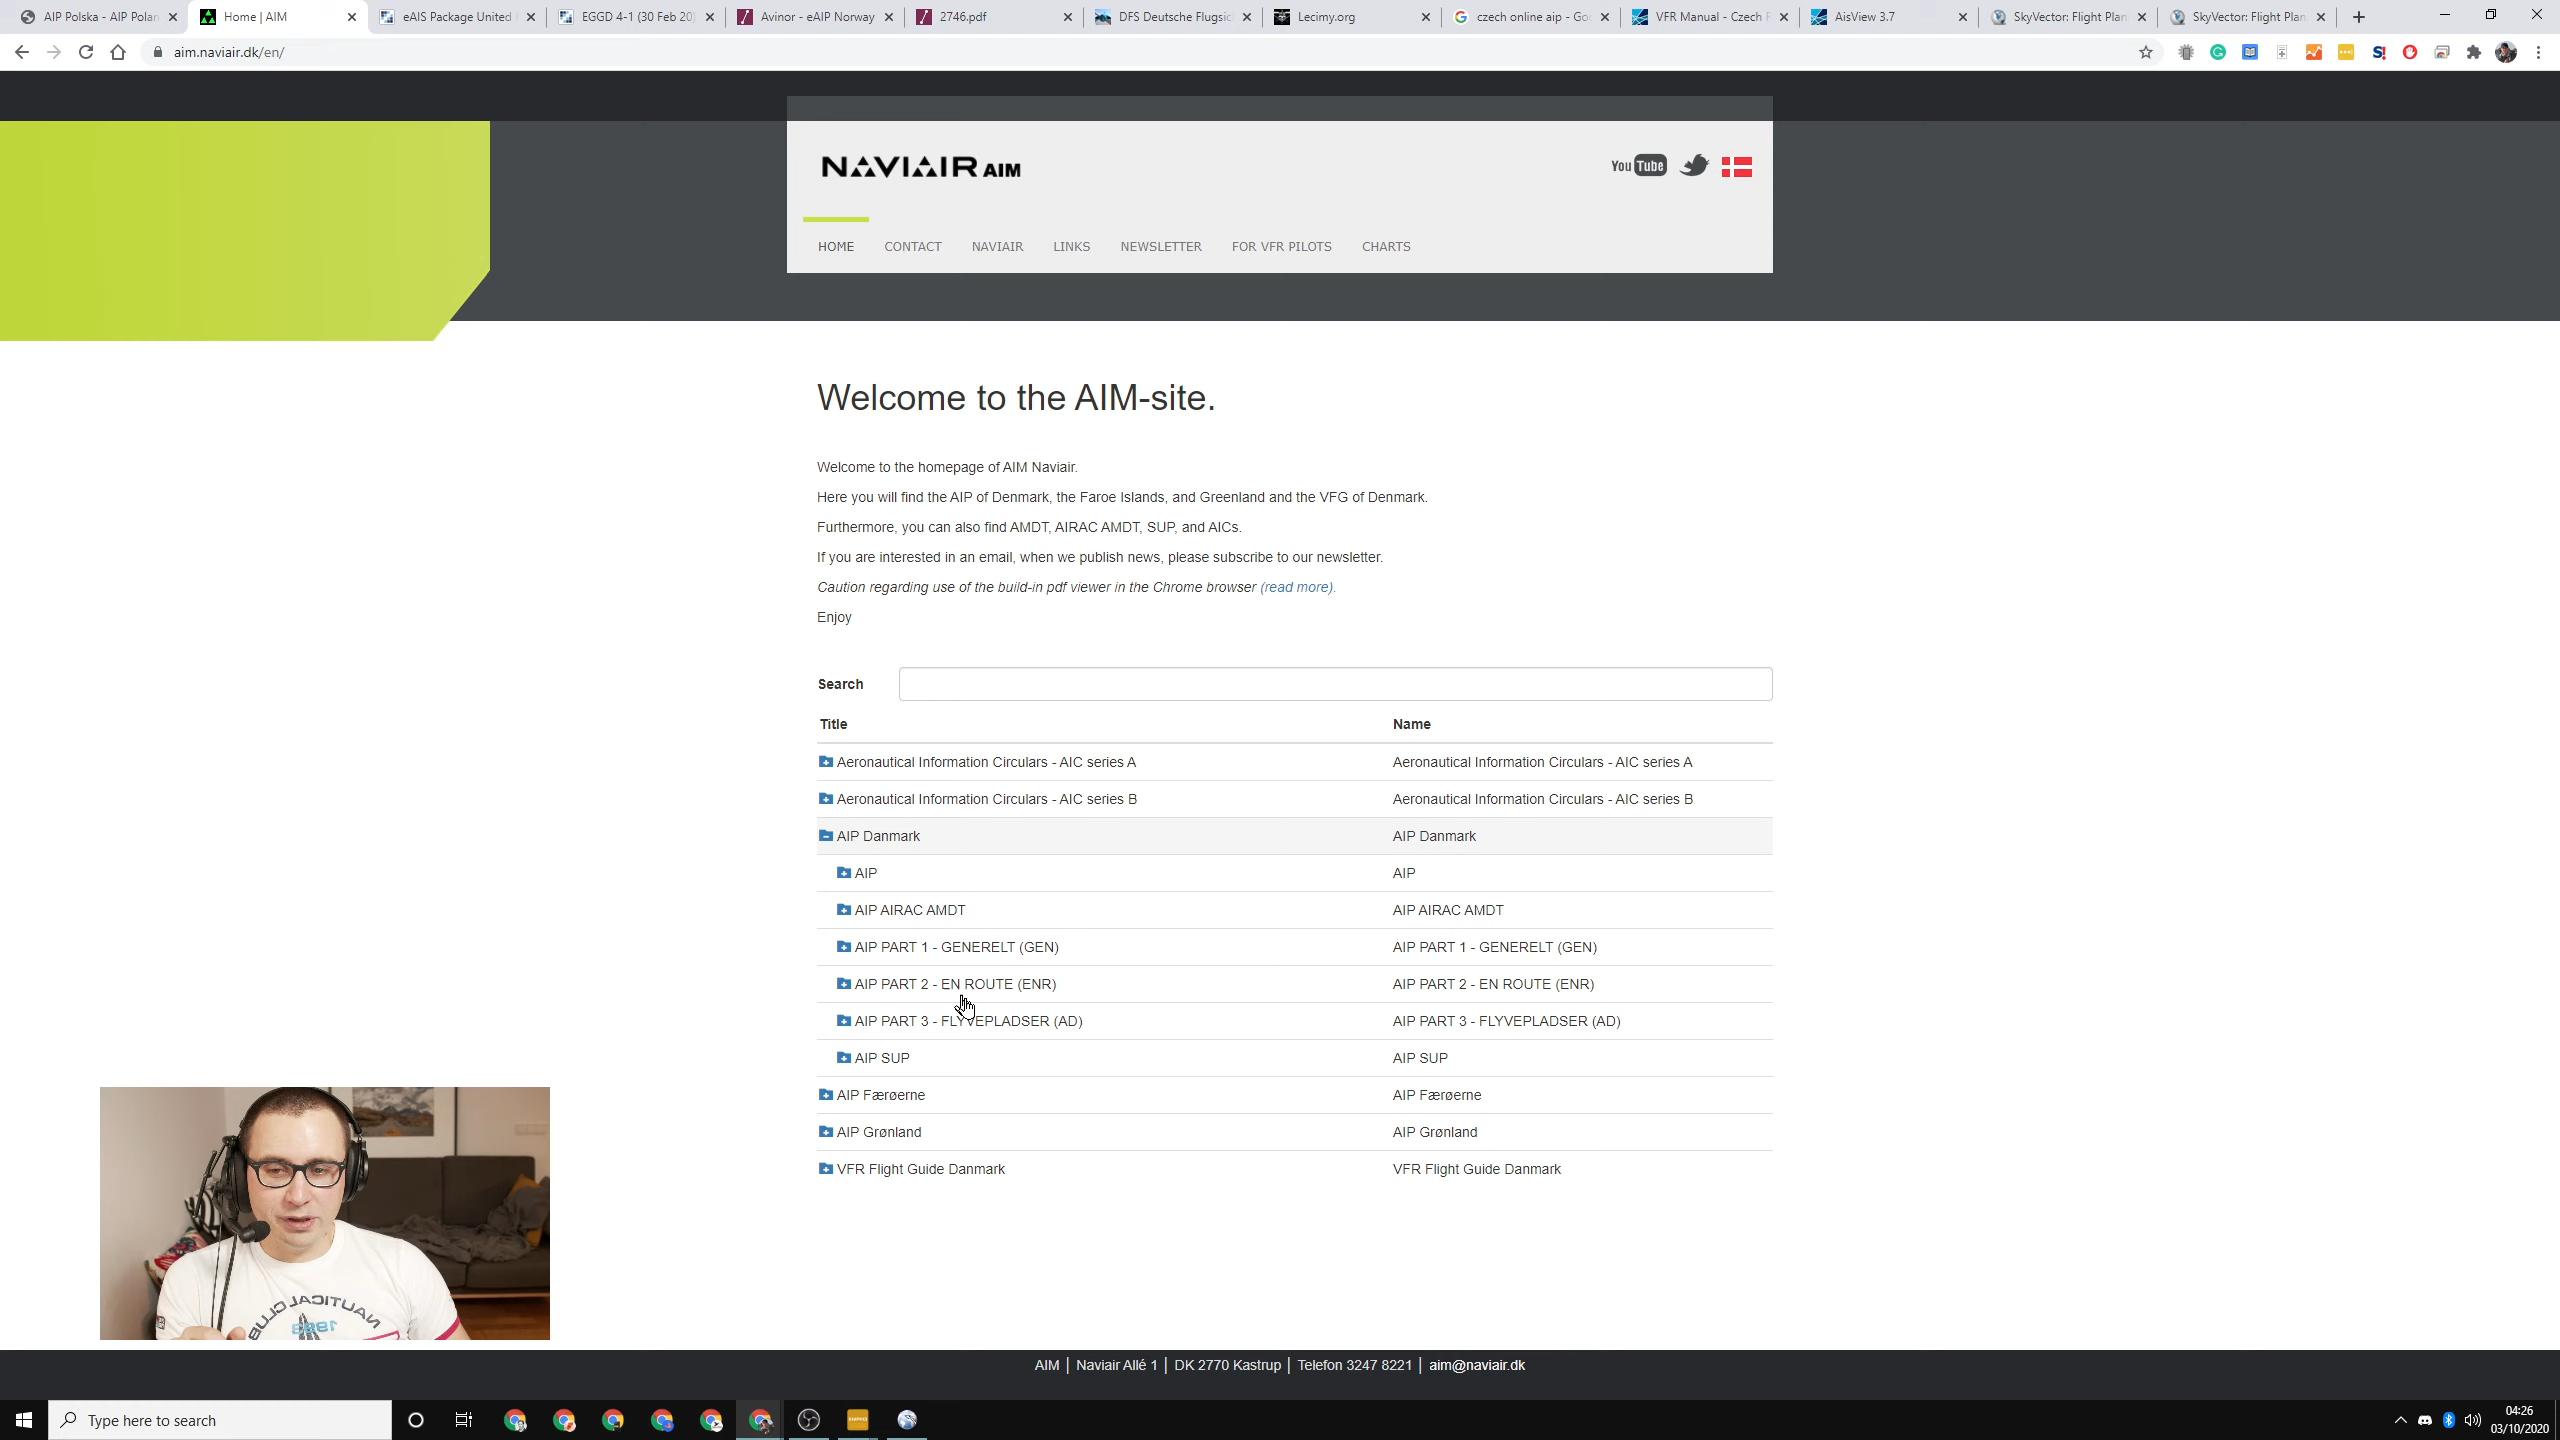 AIP Polska - AIP Polan
Home | AIM
eAIS Package United
EGGD 4-1 (30 Feb 20
Avinor - eAIP Norway
2746.pdf
DFS Deutsche Flugsic
Lecimy.org
czech online aip - Goo
VFR Manual - Czech R
AisView 3.7
SkyVector: Flight Plan
SkyVector: Flight Plan
aim.naviair.dk/en/
NAVIAIR AIM
You Tube
HOME
CONTACT
NAVIAIR
LINKS
NEWSLETTER
FOR VFR PILOTS
CHARTS
Welcome to the AIM-site.
Welcome to the homepage of AIM Naviair.
Here you will find the AIP of Denmark, the Faroe Islands, and Greenland and the VFG of Denmark.
Furthermore, you can also find AMDT, AIRAC AMDT, SUP, and AICs.
If you are interested in an email, when we publish news, please subscribe to our newsletter.
Caution regarding use of the build-in pdf viewer in the Chrome browser (read more).
Enjoy
Search
Title Name
Aeronautical Information Circulars - AIC series A Aeronautical Information Circulars - AIC series A
Aeronautical Information Circulars - AIC series B Aeronautical Information Circulars - AIC series B
AIP Danmark AIP Danmark
AIP AIP
AIP AIRAC AMDT AIP AIRAC AMDT
AIP PART 1 - GENERELT (GEN) AIP PART 1 - GENERELT (GEN)
AIP PART 2 - EN ROUTE (ENR) AIP PART 2 - EN ROUTE (ENR)
AIP PART 3 - FLYVEPLADSER (AD) AIP PART 3 - FLYVEPLADSER (AD)
AIP SUP AIP SUP
AIP Færøerne AIP Færøerne
AIP Grønland AIP Grønland
VFR Flight Guide Danmark VFR Flight Guide Danmark
NAUTICAL CLUB
AIM | Naviair Allé 1 | DK 2770 Kastrup | Telefon 3247 8221 | aim@naviair.dk
Type here to search
04:26
03/10/2020